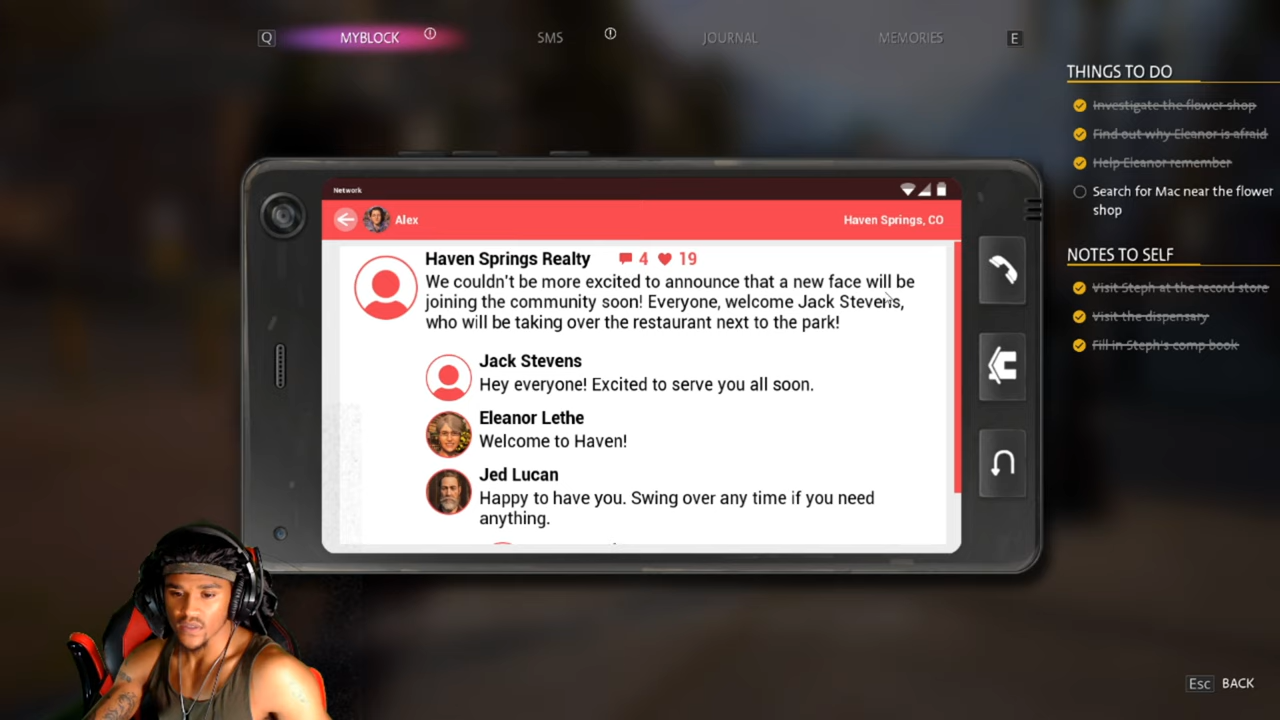 Q
MYBLOCK
SMS
JOURNAL
MEMORIES
E
THINGS TO DO
Investigate the flower shop
Find out why Eleanor is afraid
Help Eleanor remember
Search for Mac near the flower
shop
NOTES TO SELF
Visit Steph at the record store
Visit the dispensary
Fill in Steph's comp book
Network
Alex
Haven Springs, CO
Haven Springs Realty 4 19
We couldn't be more excited to announce that a new face will be
joining the community soon! Everyone, welcome Jack Stevens,
who will be taking over the restaurant next to the park!
Jack Stevens
Hey everyone! Excited to serve you all soon.
Eleanor Lethe
Welcome to Haven!
Jed Lucan
Happy to have you. Swing over any time if you need
anything.
Esc BACK